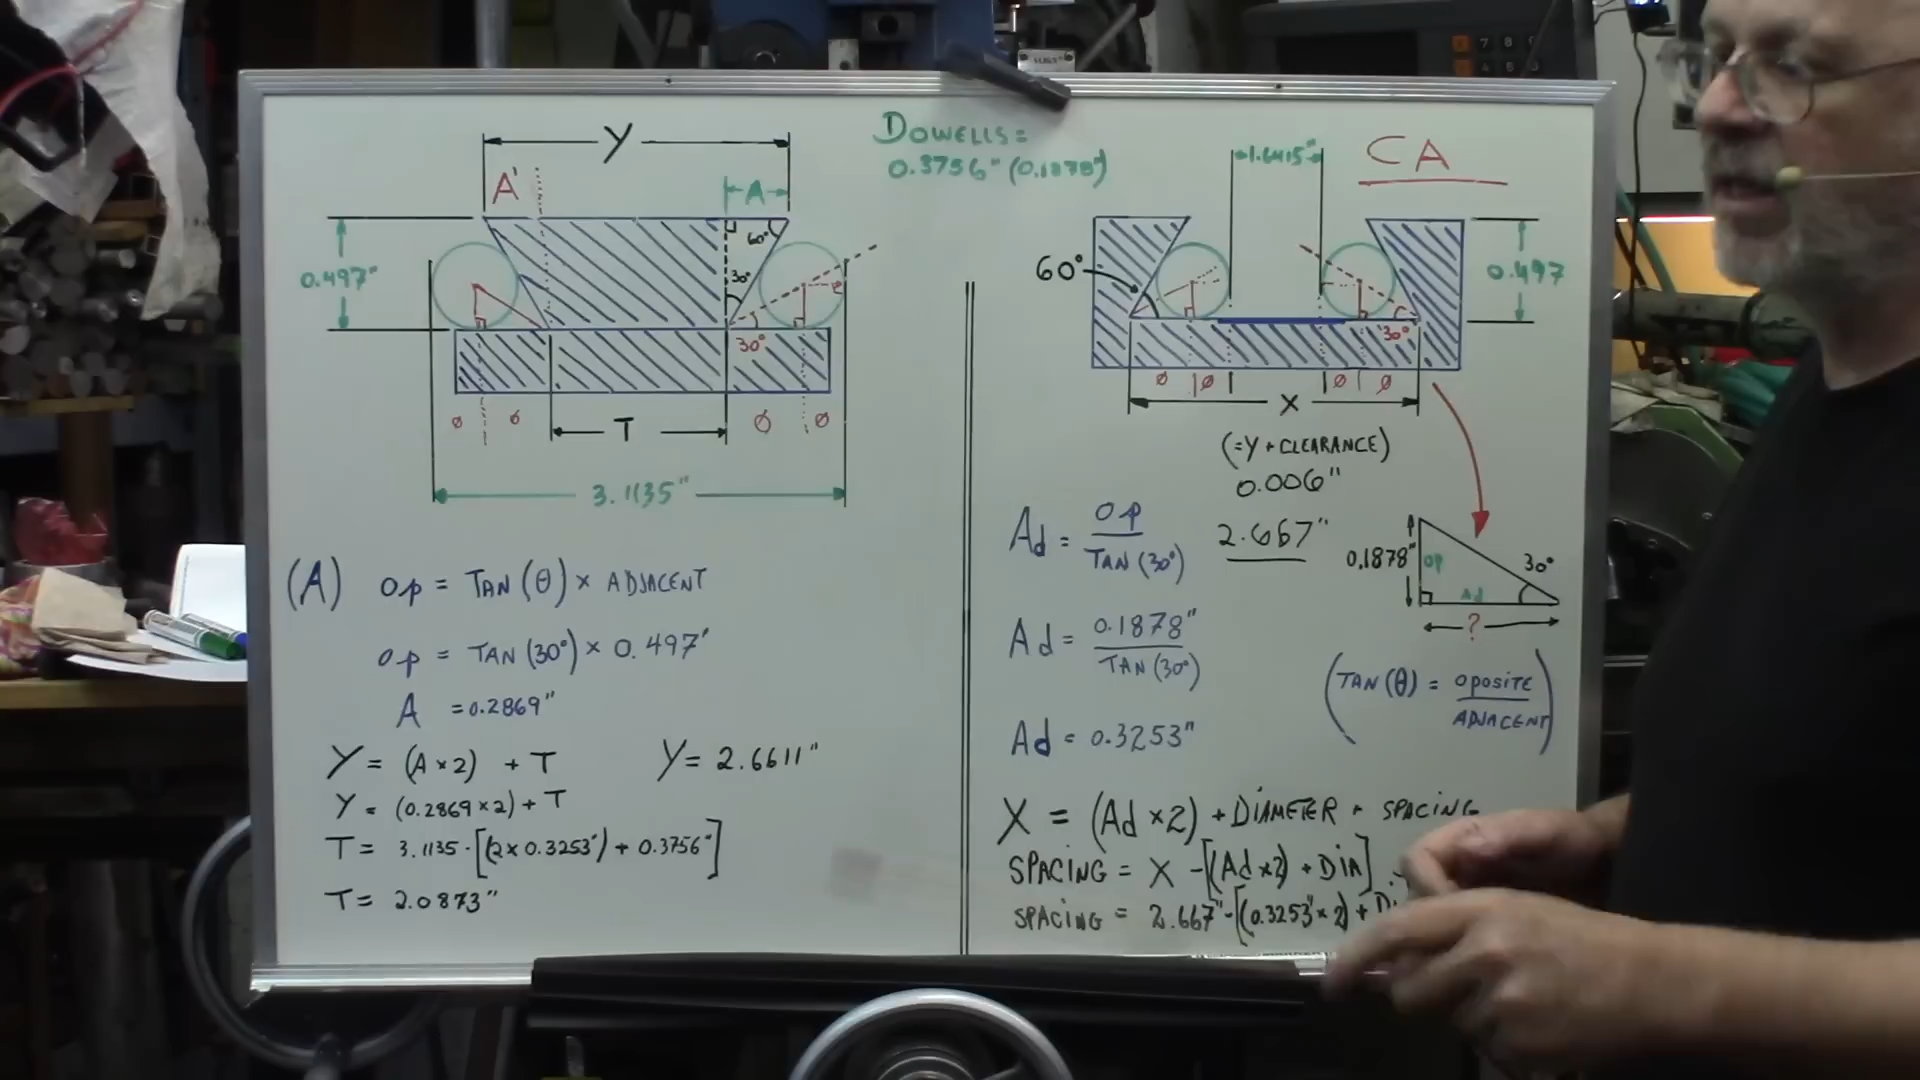 Y
A'
A
60°
30°
0.497"
30°
T
3.1135"
DOWELLS =
0.3756" (0.1878")
1.6415"
CA
60°
0.497
30°
X
(=Y + CLEARANCE)
0.006"
2.667"
(A) Op = TAN (θ) × ADJACENT
Op = TAN (30°) × 0.497"
A = 0.2869"
Y = (A × 2) + T
Y = 2.6611"
Y = (0.2869 × 2) + T
T = 3.1135 - [(2 x 0.3253") + 0.3756"]
T = 2.0873"
Ad = Op / TAN (30°)
Ad = 0.1878" / TAN (30°)
Ad = 0.3253"
0.1878"
Op
30°
Ad
?
(TAN (θ) = OPOSITE / ADJACENT)
X = (Ad × 2) + DIAMETER + SPACING
SPACING = X - [(Ad × 2) + DIA]
SPACING = 2.667" - [(0.3253" × 2) + D